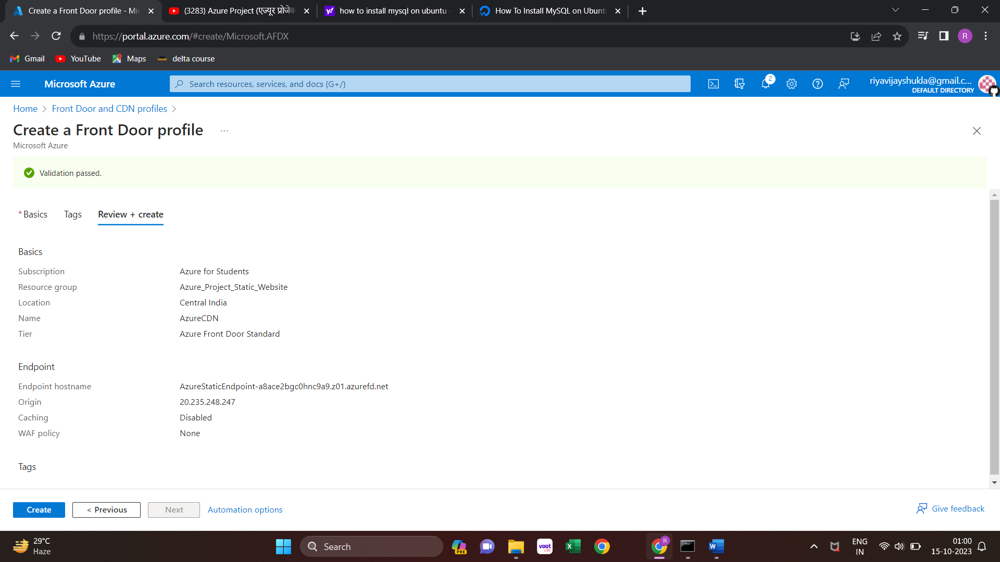 Create a Front Door profile - Mic
(3283) Azure Project (एज्यूर प्रोजेक
how to install mysql on ubuntu -
How To Install MySQL on Ubunt
https://portal.azure.com/#create/Microsoft.AFDX
R
Gmail
YouTube
Maps
delta course
Microsoft Azure
Search resources, services, and docs (G+/)
2
riyavijayshukla@gmail.c...
DEFAULT DIRECTORY
Home > Front Door and CDN profiles >
Create a Front Door profile ...
Microsoft Azure
Validation passed.
*Basics Tags Review + create
Basics
Subscription Azure for Students
Resource group Azure_Project_Static_Website
Location Central India
Name AzureCDN
Tier Azure Front Door Standard
Endpoint
Endpoint hostname AzureStaticEndpoint-a8ace2bgc0hnc9a9.z01.azurefd.net
Origin 20.235.248.247
Caching Disabled
WAF policy None
Tags
Create < Previous Next Automation options
Give feedback
29°C
Haze
Search
PRE
voot
Lite
R
ENG
IN
01:00
15-10-2023